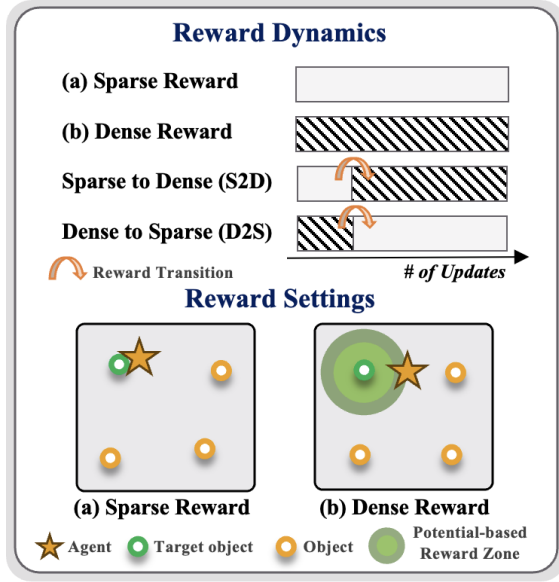 Reward Dynamics
(a) Sparse Reward
(b) Dense Reward
Sparse to Dense (S2D)
Dense to Sparse (D2S)
Reward Transition
# of Updates
Reward Settings
(a) Sparse Reward
(b) Dense Reward
Agent
Target object
Object
Potential-based
Reward Zone